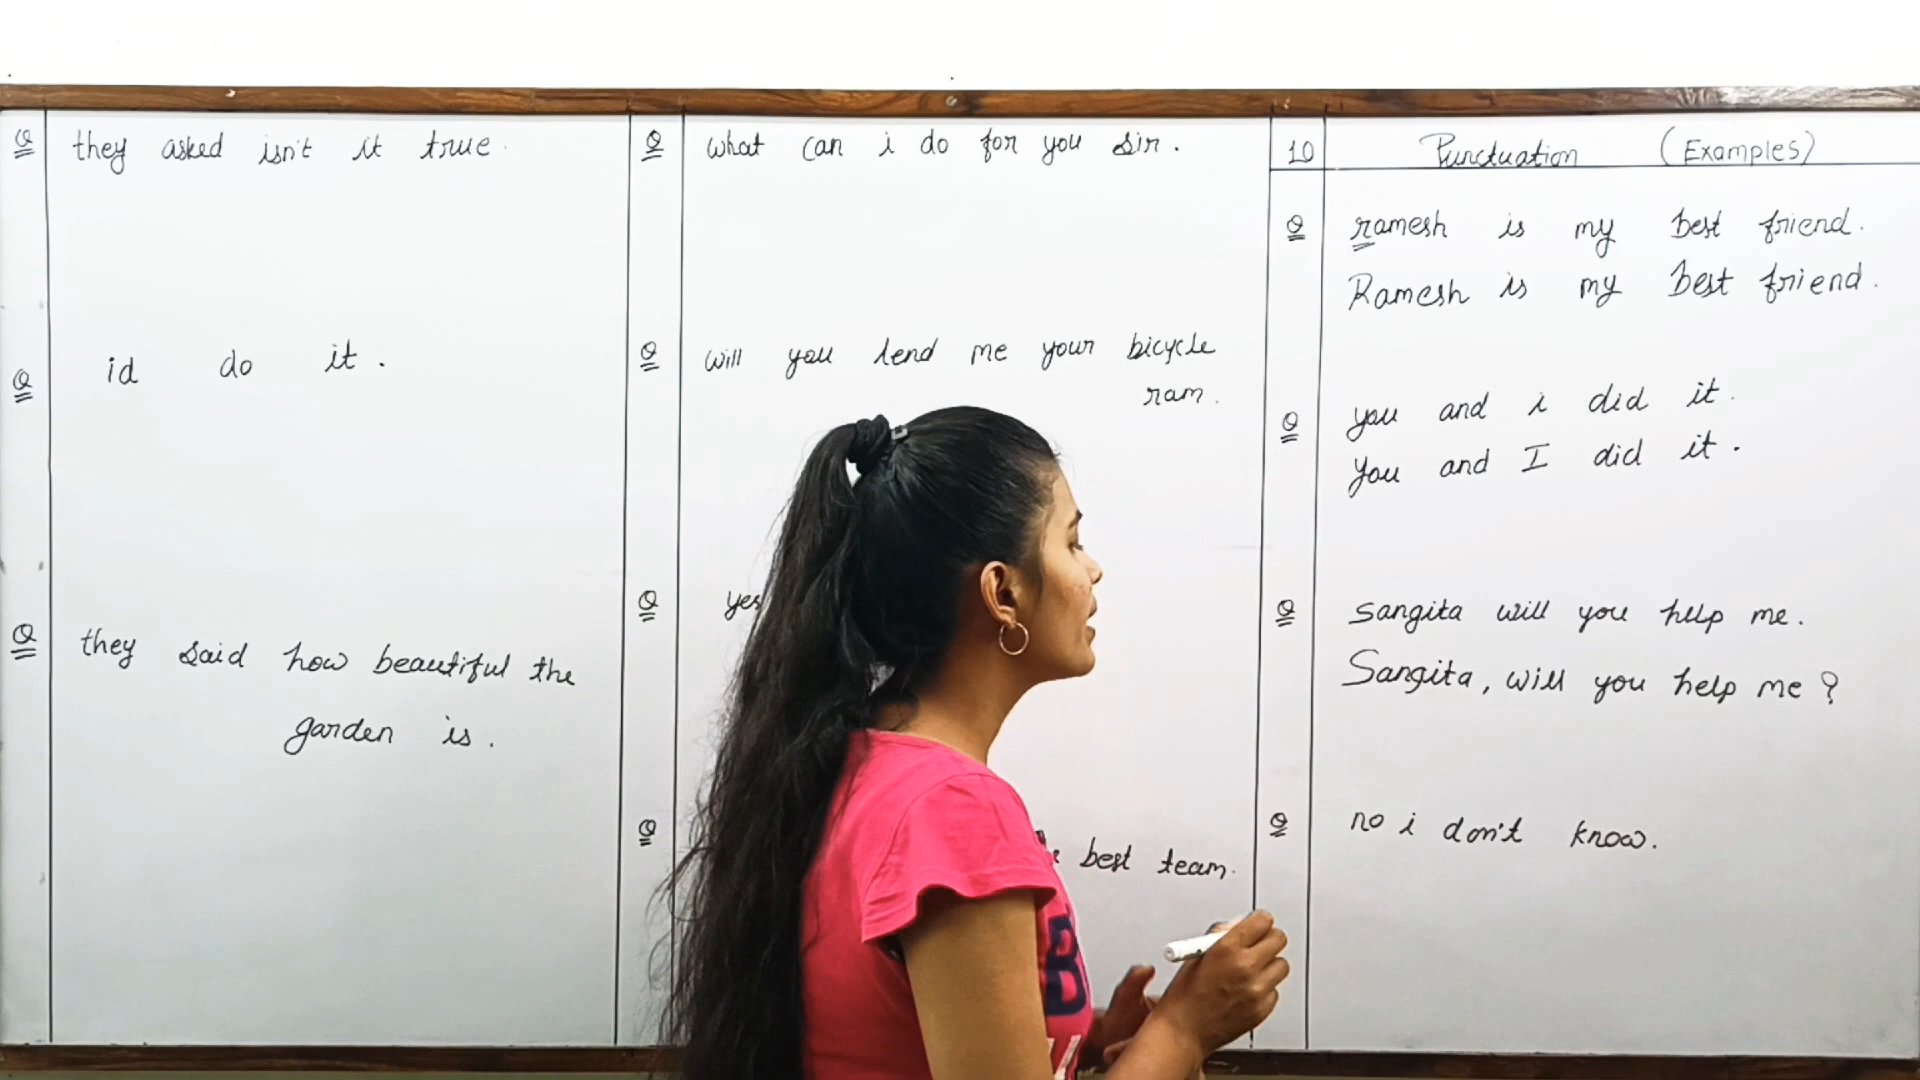 Q they asked isn't it true.
Q id do it.
Q they said how beautiful the
garden is.
Q what can i do for you sir.
Q will you lend me your bicycle
ram.
Q yes
Q best team.
B
10 Punctuation (Examples)
Q ramesh is my best friend.
Ramesh is my best friend.
Q you and i did it.
You and I did it.
Q sangita will you help me.
Sangita, will you help me?
Q no i don't know.